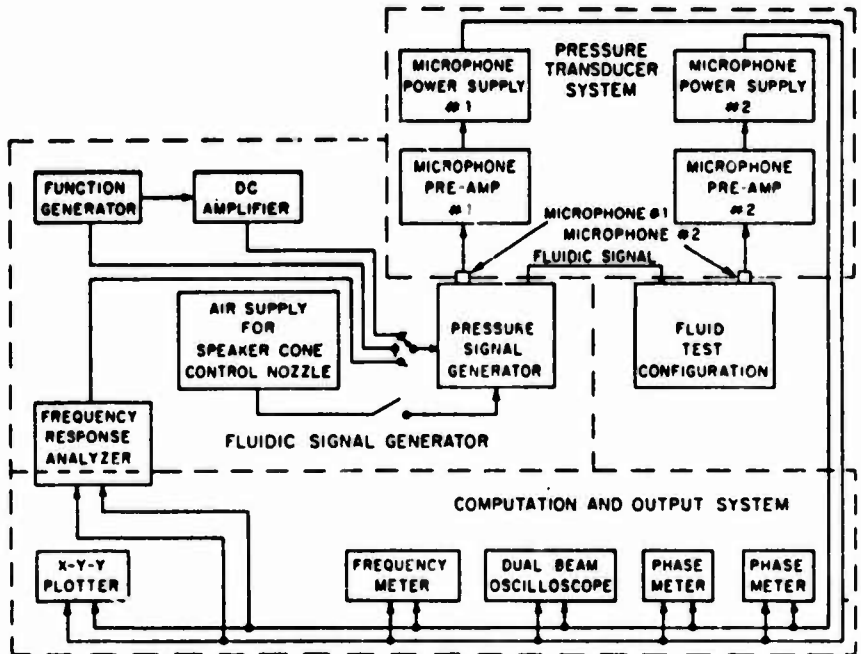 PRESSURE
TRANSDUCER
SYSTEM
MICROPHONE
POWER SUPPLY
#1
MICROPHONE
POWER SUPPLY
#2
MICROPHONE
PRE-AMP
#1
MICROPHONE
PRE-AMP
#2
FUNCTION
GENERATOR
DC
AMPLIFIER
MICROPHONE #1
MICROPHONE #2
FLUIDIC SIGNAL
AIR SUPPLY
FOR
SPEAKER CONE
CONTROL NOZZLE
PRESSURE
SIGNAL
GENERATOR
FLUID
TEST
CONFIGURATION
FREQUENCY
RESPONSE
ANALYZER
FLUIDIC SIGNAL GENERATOR
COMPUTATION AND OUTPUT SYSTEM
X-Y-Y
PLOTTER
FREQUENCY
METER
DUAL BEAM
OSCILLOSCOPE
PHASE
METER
PHASE
METER